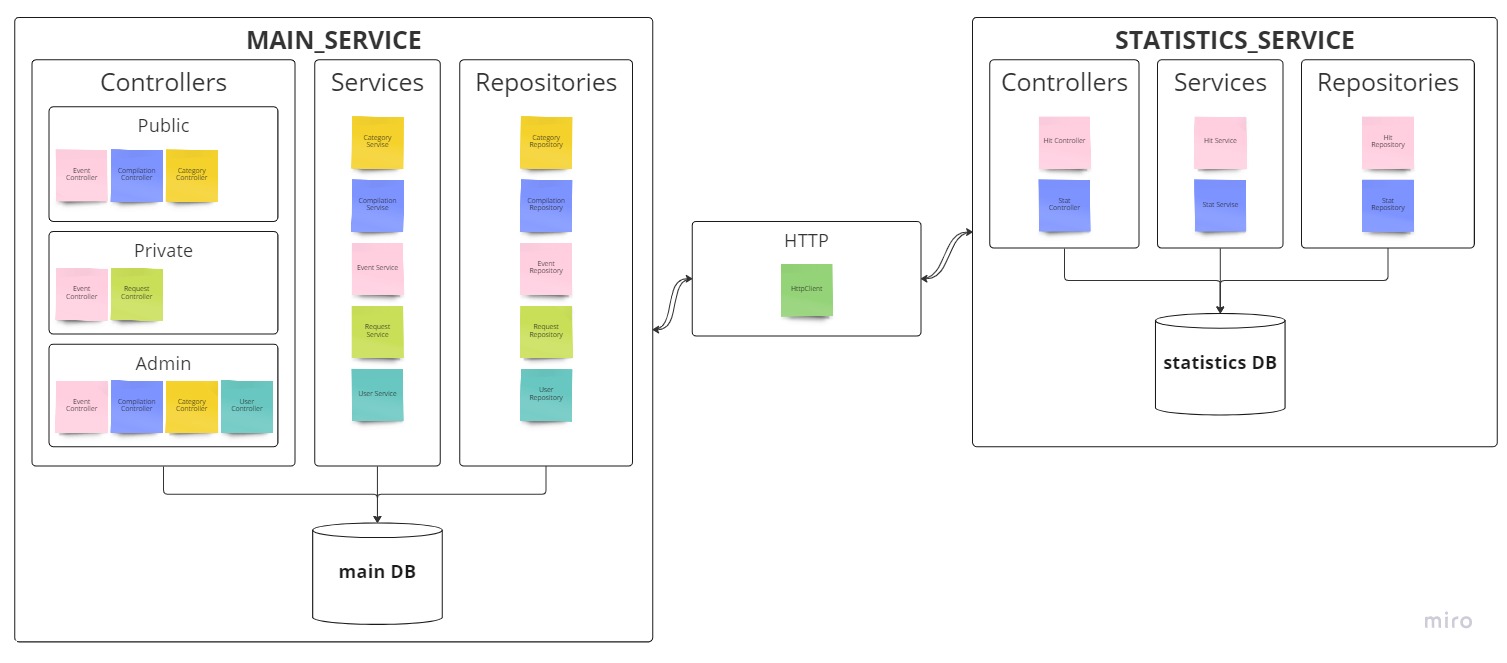 MAIN_SERVICE
Controllers
Public
Event
Controller
Compilation
Controller
Category
Controller
Private
Event
Controller
Request
Controller
Admin
Event
Controller
Compilation
Controller
Category
Controller
User
Controller
Services
Category
Servise
Compilation
Servise
Event Service
Request
Service
User Service
Repositories
Category
Repository
Compilation
Repository
Event
Repository
Request
Repository
User
Repository
main DB
HTTP
HttpClient
STATISTICS_SERVICE
Controllers
Hit Controller
Stat
Controller
Services
Hit Service
Stat Servise
Repositories
Hit
Repository
Stat
Repository
statistics DB
miro